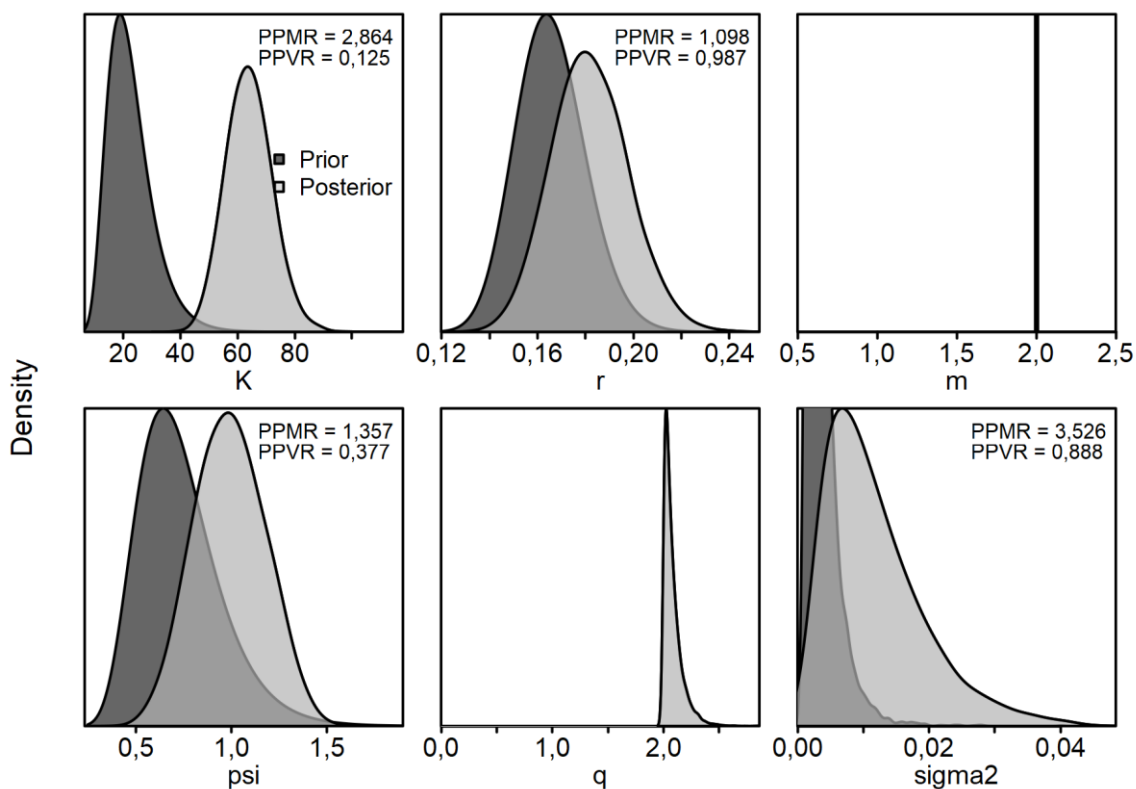 Density
PPMR = 2,864
PPVR = 0,125
Prior
Posterior
20 40 60 80
K
PPMR = 1,098
PPVR = 0,987
0,12 0,16 0,20 0,24
r
0,5 1,0 1,5 2,0 2,5
m
PPMR = 1,357
PPVR = 0,377
0,5 1,0 1,5
psi
0,0 1,0 2,0
q
PPMR = 3,526
PPVR = 0,888
0,00 0,02 0,04
sigma2